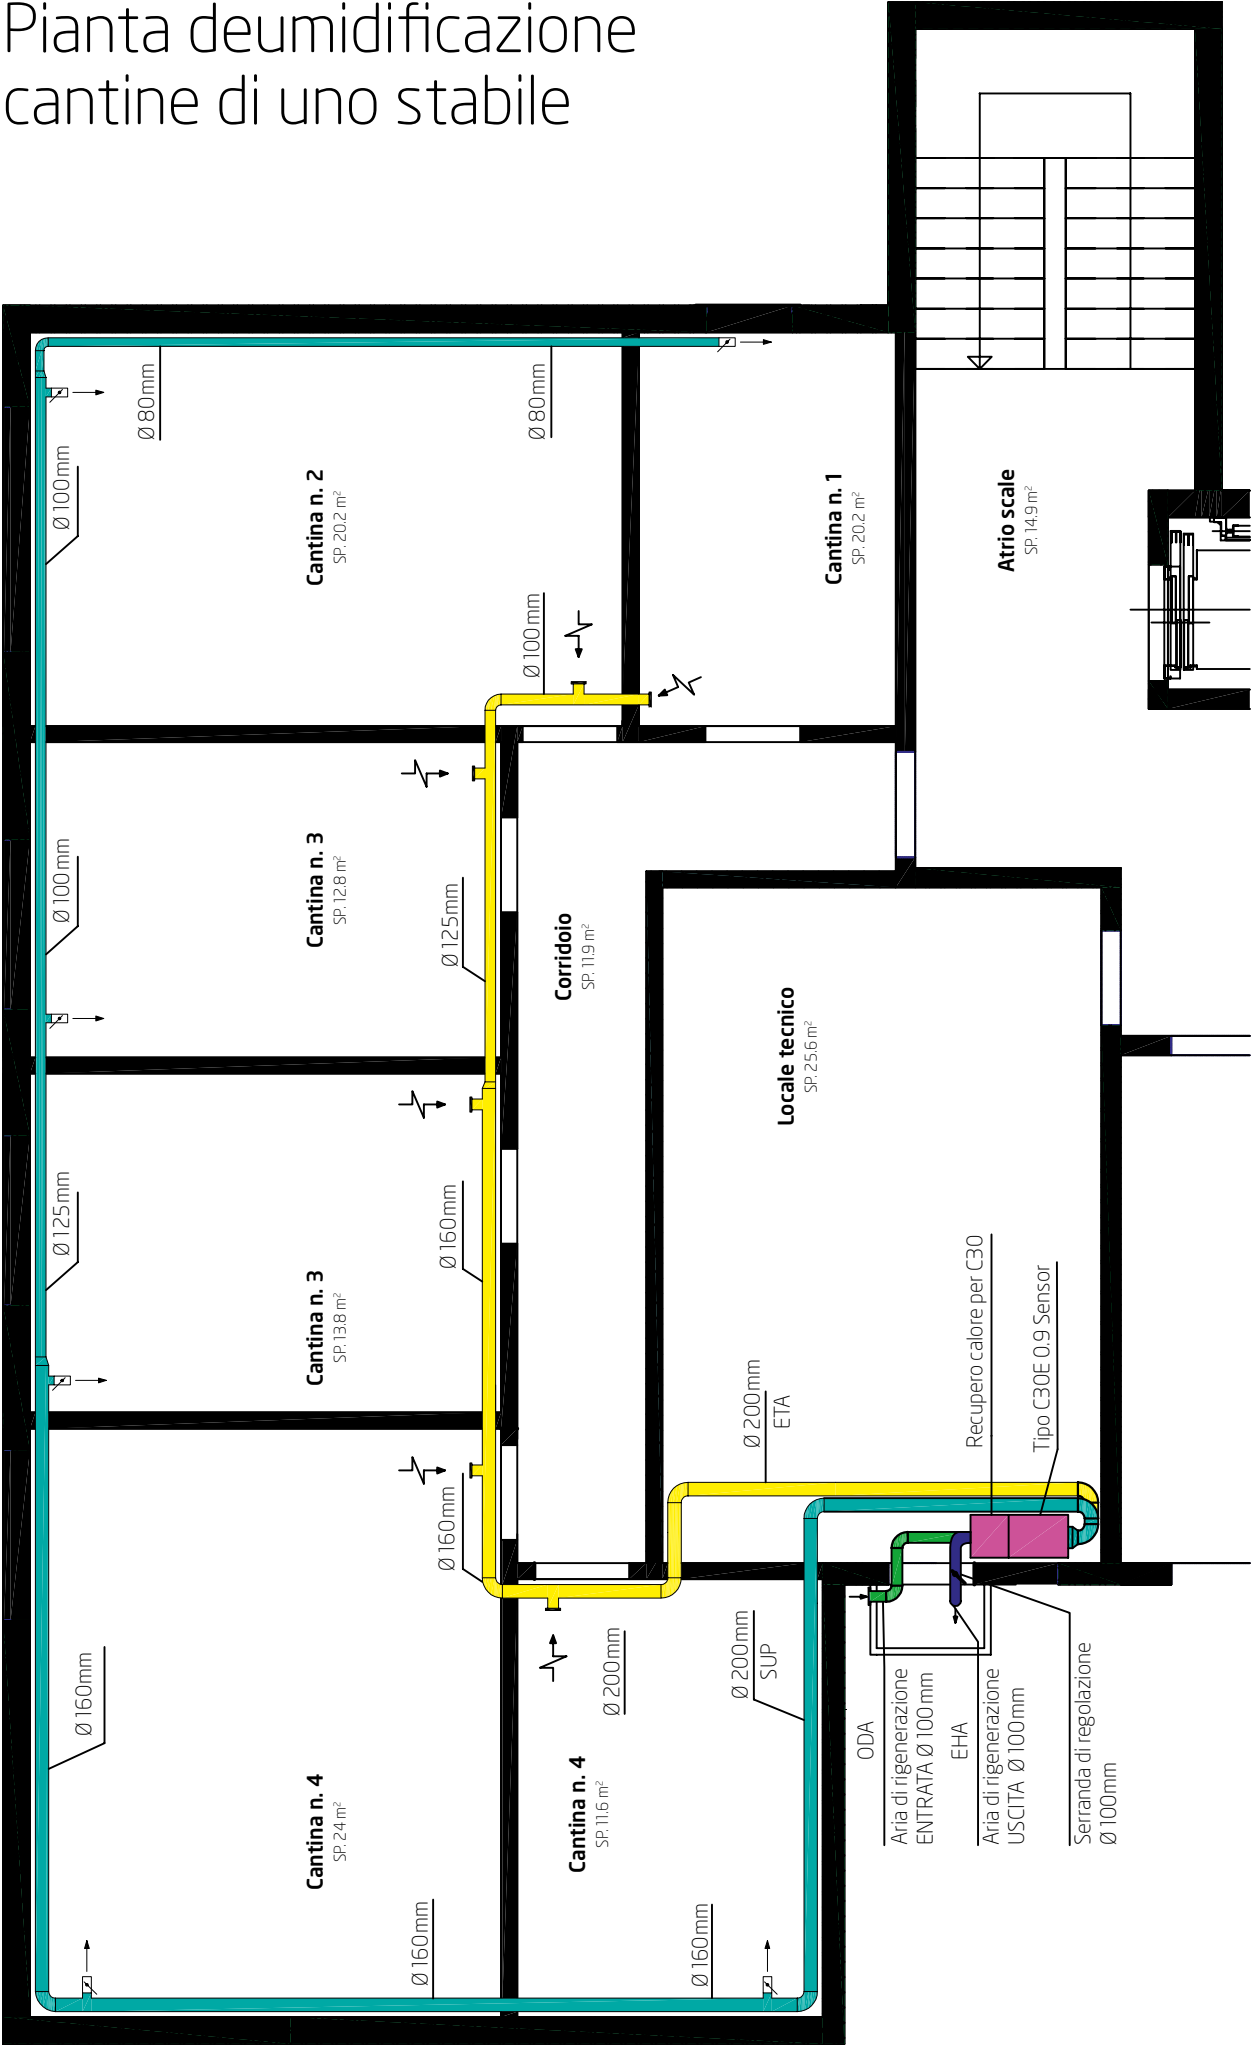 Pianta deumidificazione
cantine di uno stabile
Ø 80mm
Ø 80mm
Ø 100mm
Cantina n. 2
SP. 20.2 m²
Cantina n. 1
SP. 20.2 m²
Atrio scale
SP. 14.9 m²
Ø 100mm
Ø 100mm
Cantina n. 3
SP. 12.8 m²
Ø 125mm
Corridoio
SP. 11.9 m²
Locale tecnico
SP. 25.6 m²
Ø 125mm
Cantina n. 3
SP. 13.8 m²
Ø 160mm
Recupero calore per C30
Tipo C30E 0.9 Sensor
Ø 200mm
ETA
Ø 160mm
Ø 160mm
Ø 200mm
Ø 200mm
SUP
Cantina n. 4
SP. 24 m²
Cantina n. 4
SP. 11.6 m²
ODA
Aria di rigenerazione
ENTRATA Ø 100mm
EHA
Aria di rigenerazione
USCITA Ø 100mm
Serranda di regolazione
Ø 100mm
Ø 160mm
Ø 160mm